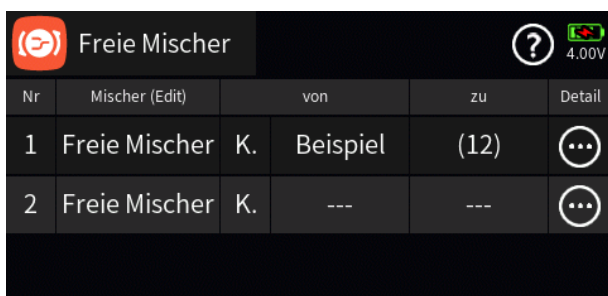 Freie Mischer ? 4.00V
Nr Mischer (Edit) von zu Detail
1 Freie Mischer K. Beispiel (12)
2 Freie Mischer K. --- ---